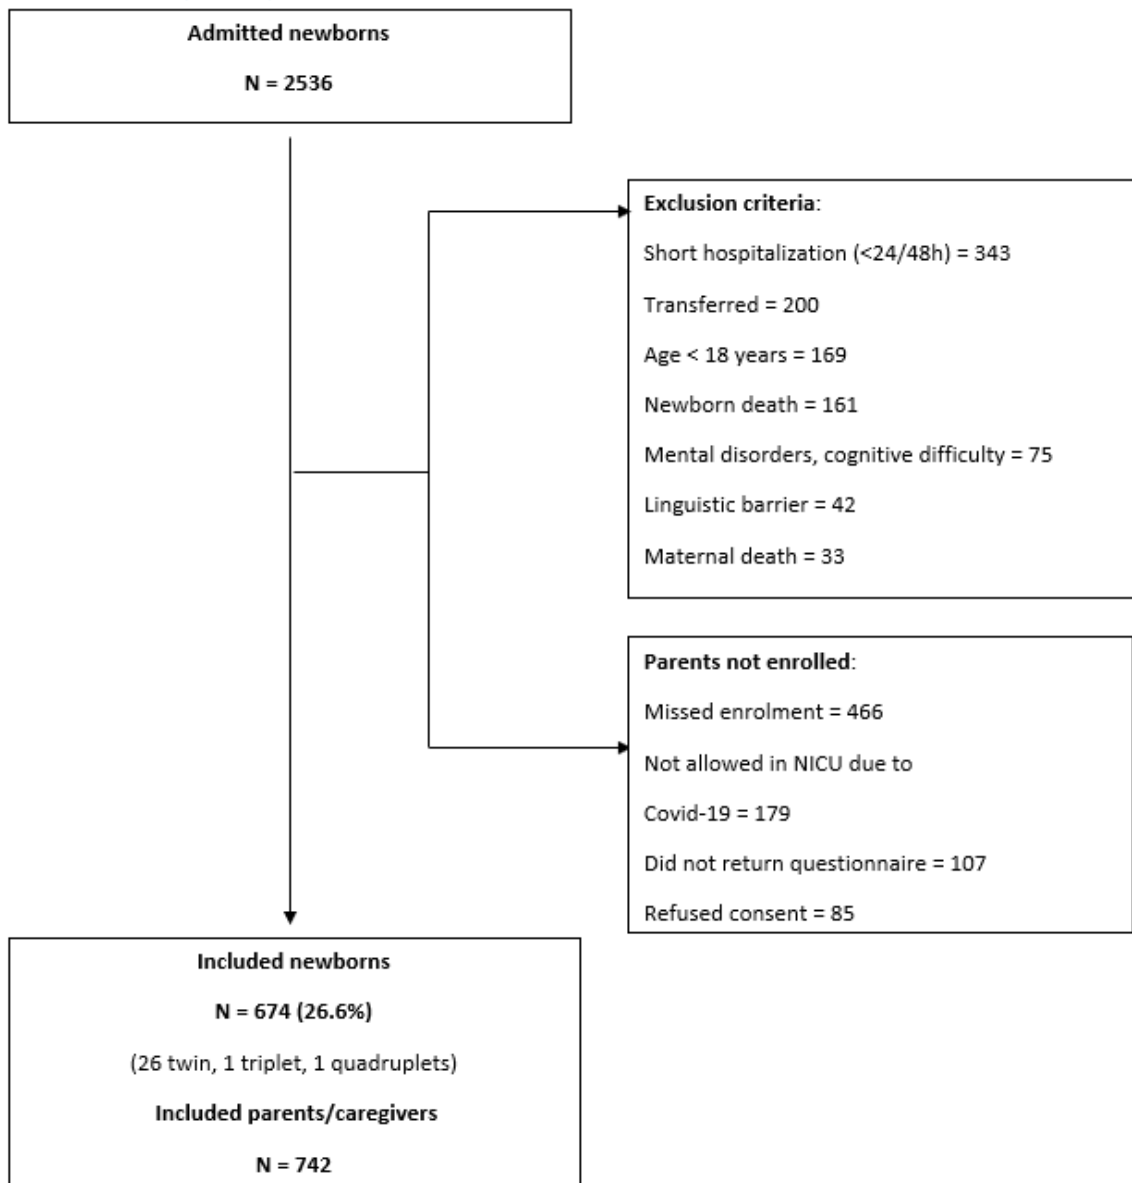 Admitted newborns
N = 2536
Exclusion criteria:
Short hospitalization (<24/48h) = 343
Transferred = 200
Age < 18 years = 169
Newborn death = 161
Mental disorders, cognitive difficulty = 75
Linguistic barrier = 42
Maternal death = 33
Parents not enrolled:
Missed enrolment = 466
Not allowed in NICU due to
Covid-19 = 179
Did not return questionnaire = 107
Refused consent = 85
Included newborns
N = 674 (26.6%)
(26 twin, 1 triplet, 1 quadruplets)
Included parents/caregivers
N = 742